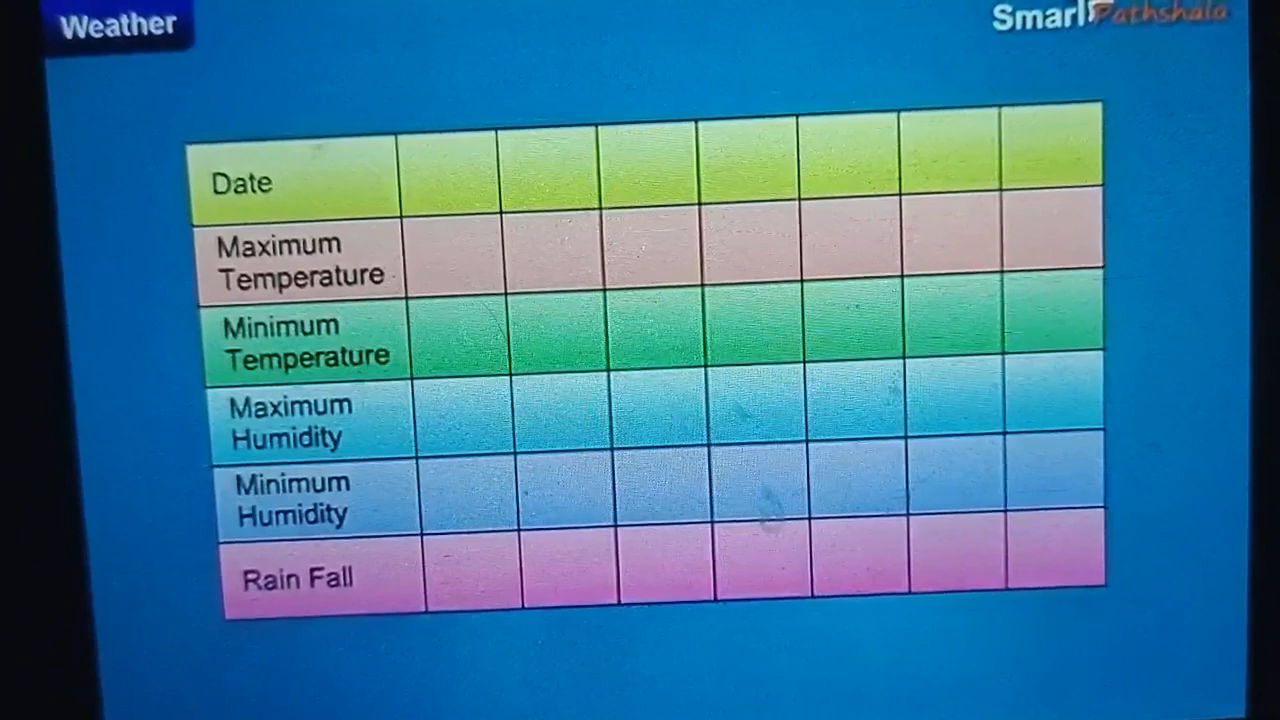 Weather
Smart Pathshala
Date
Maximum
Temperature
Minimum
Temperature
Maximum
Humidity
Minimum
Humidity
Rain Fall